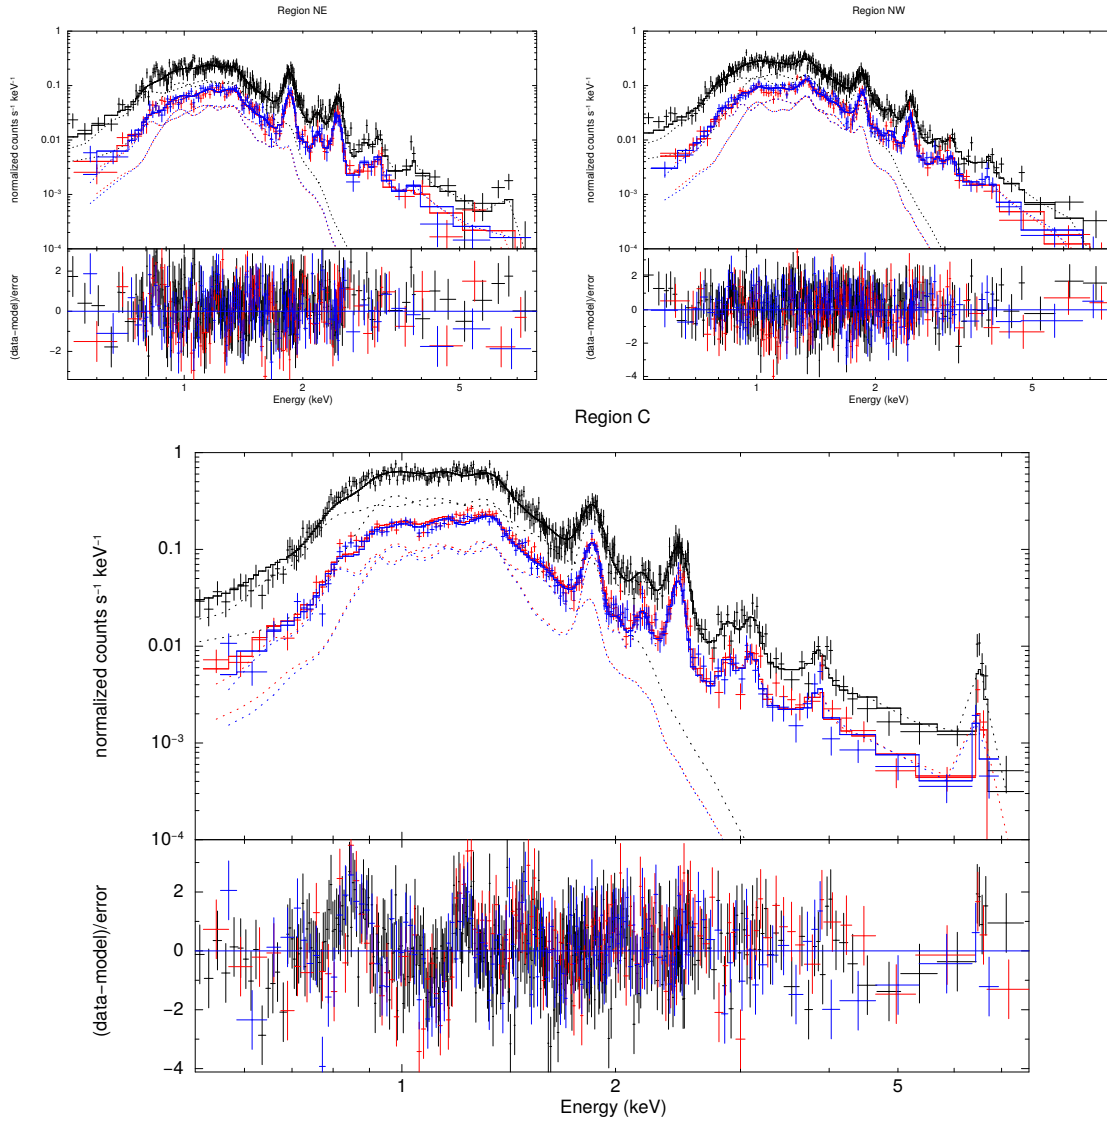 Region NE
normalized counts s⁻¹ keV⁻¹
1
0.1
0.01
10⁻³
10⁻⁴
(data−model)/error
2
0
−2
1
2
5
Energy (keV)
Region NW
normalized counts s⁻¹ keV⁻¹
1
0.1
0.01
10⁻³
10⁻⁴
(data−model)/error
2
0
−2
−4
1
2
5
Energy (keV)
Region C
normalized counts s⁻¹ keV⁻¹
1
0.1
0.01
10⁻³
10⁻⁴
(data−model)/error
2
0
−2
−4
1
2
5
Energy (keV)